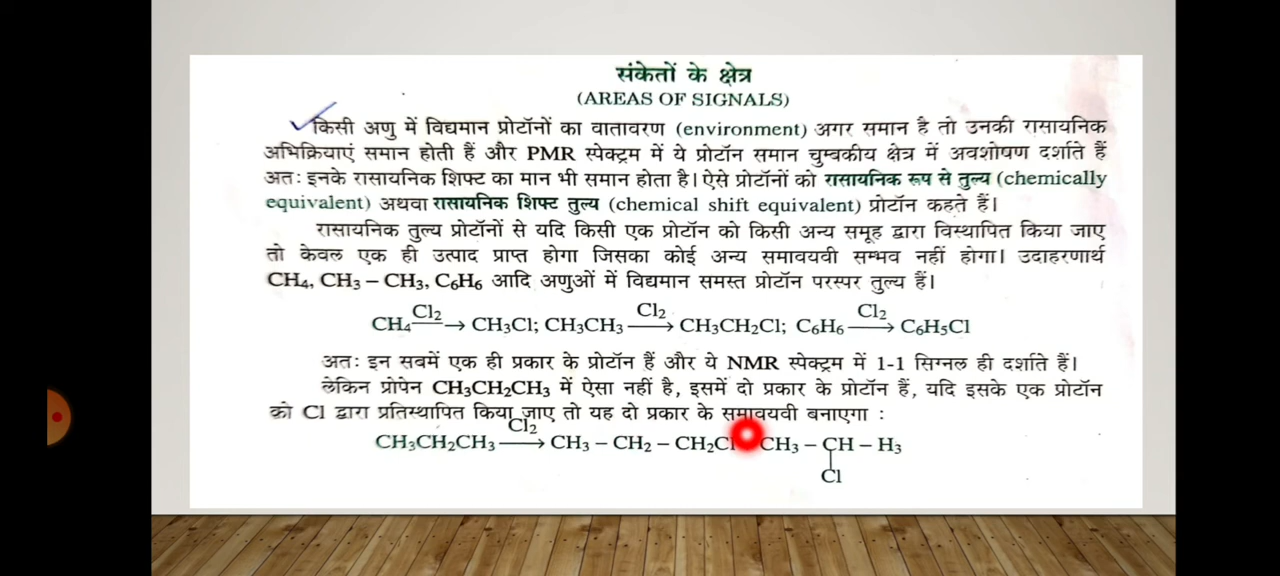 संकेतों के क्षेत्र
(AREAS OF SIGNALS)
किसी अणु में विद्यमान प्रोटॉनों का वातावरण (environment) अगर समान है तो उनकी रासायनिक
अभिक्रियाएं समान होती हैं और PMR स्पेक्ट्रम में ये प्रोटॉन समान चुम्बकीय क्षेत्र में अवशोषण दर्शाते हैं
अतः इनके रासायनिक शिफ्ट का मान भी समान होता है। ऐसे प्रोटॉनों को रासायनिक रूप से तुल्य (chemically
equivalent) अथवा रासायनिक शिफ्ट तुल्य (chemical shift equivalent) प्रोटॉन कहते हैं।
रासायनिक तुल्य प्रोटॉनों से यदि किसी एक प्रोटॉन को किसी अन्य समूह द्वारा विस्थापित किया जाए
तो केवल एक ही उत्पाद प्राप्त होगा जिसका कोई अन्य समावयवी सम्भव नहीं होगा। उदाहरणार्थ
CH4, CH3 – CH3, C6H6 आदि अणुओं में विद्यमान समस्त प्रोटॉन परस्पर तुल्य हैं।
CH4 Cl2→ CH3Cl; CH3CH3 Cl2→ CH3CH2Cl; C6H6 Cl2→ C6H5Cl
अतः इन सबमें एक ही प्रकार के प्रोटॉन हैं और ये NMR स्पेक्ट्रम में 1-1 सिग्नल ही दर्शाते हैं।
लेकिन प्रोपेन CH3CH2CH3 में ऐसा नहीं है, इसमें दो प्रकार के प्रोटॉन हैं, यदि इसके एक प्रोटॉन
को Cl द्वारा प्रतिस्थापित किया जाए तो यह दो प्रकार के समावयवी बनाएगा :
CH3CH2CH3 Cl2→ CH3 – CH2 – CH2Cl CH3 – CH – H3
Cl